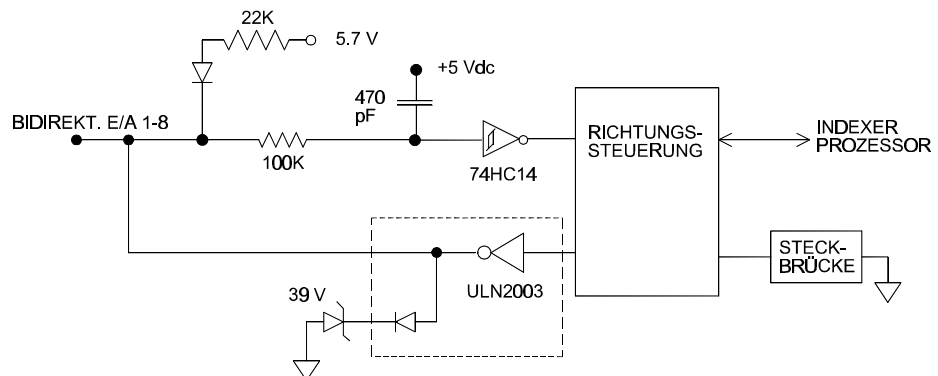 22K
5.7 V
+5 Vdc
470
pF
BIDIREKT. E/A 1-8
100K
74HC14
RICHTUNGS-
STEUERUNG
INDEXER
PROZESSOR
ULN2003
39 V
STECK-
BRÜCKE